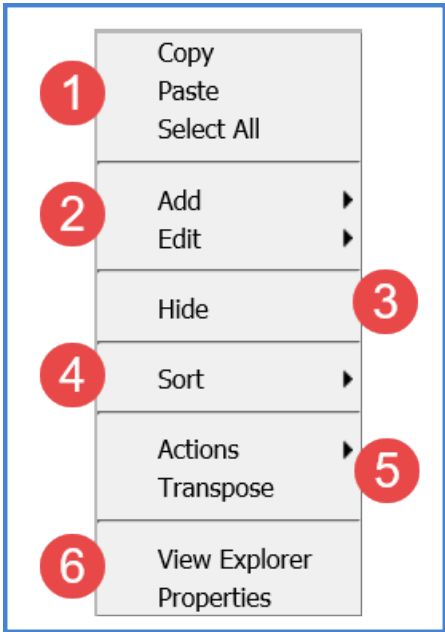 1
Copy
Paste
Select All
2
Add
Edit
Hide
3
4
Sort
Actions
5
Transpose
6
View Explorer
Properties